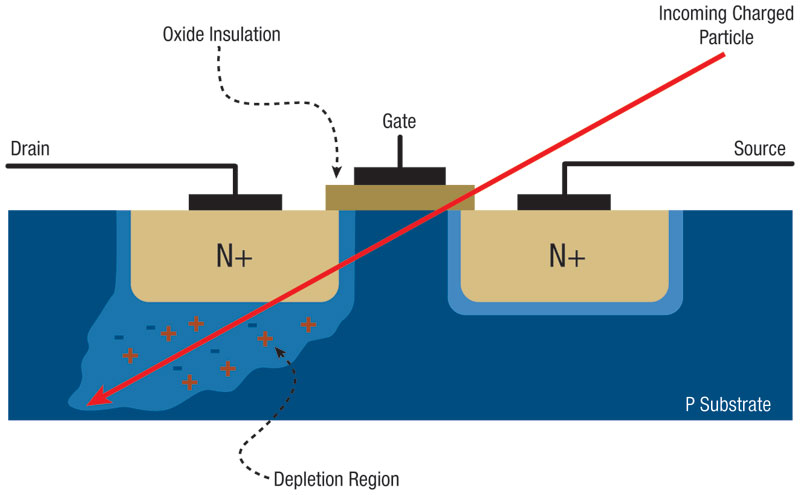 Incoming Charged
Particle
Oxide Insulation
Gate
Drain
Source
N+
N+
P Substrate
Depletion Region